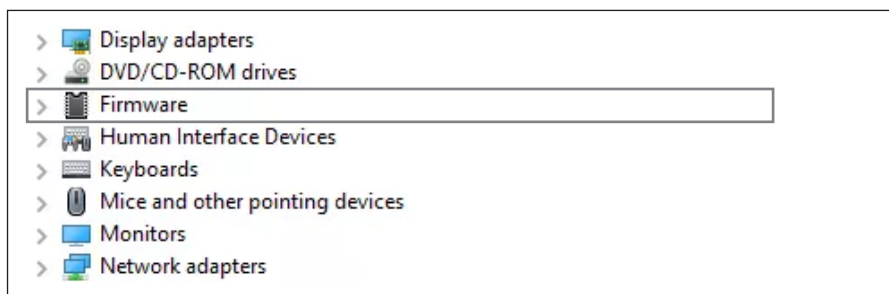 Display adapters
DVD/CD-ROM drives
Firmware
Human Interface Devices
Keyboards
Mice and other pointing devices
Monitors
Network adapters